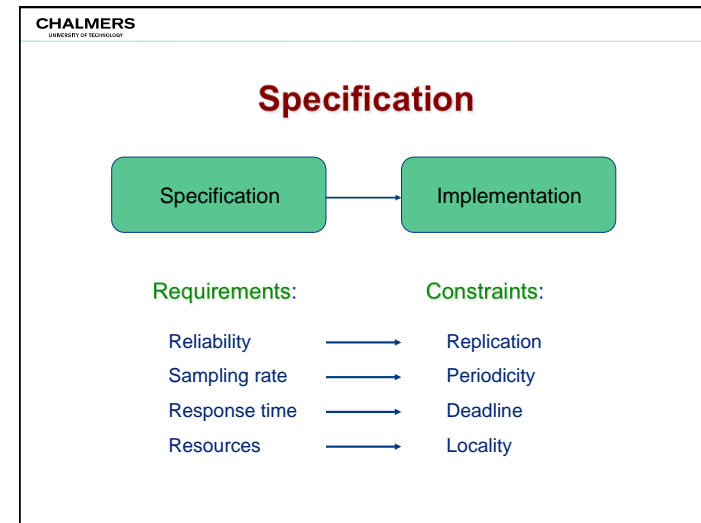 CHALMERS
UNIVERSITY OF TECHNOLOGY
Specification
Specification Implementation
Requirements: Constraints:
Reliability Replication
Sampling rate Periodicity
Response time Deadline
Resources Locality